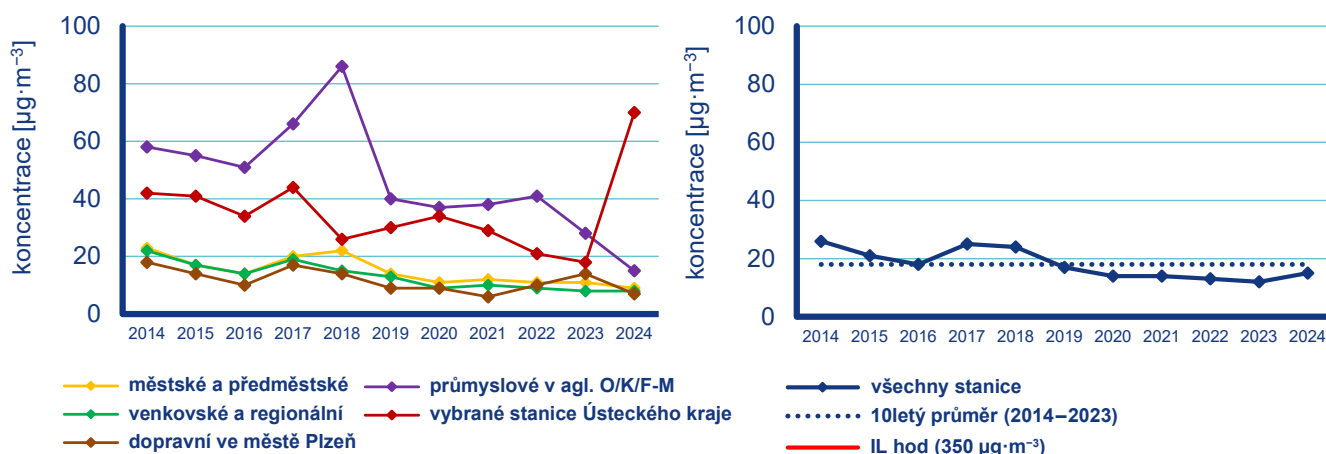 koncentrace [µg·m⁻³]
100
80
60
40
20
0
2014 2015 2016 2017 2018 2019 2020 2021 2022 2023 2024
městské a předměstské
průmyslové v agl. O/K/F-M
venkovské a regionální
vybrané stanice Ústeckého kraje
dopravní ve městě Plzeň
koncentrace [µg·m⁻³]
100
80
60
40
20
0
2014 2015 2016 2017 2018 2019 2020 2021 2022 2023 2024
všechny stanice
10letý průměr (2014–2023)
IL hod (350 µg·m⁻³)